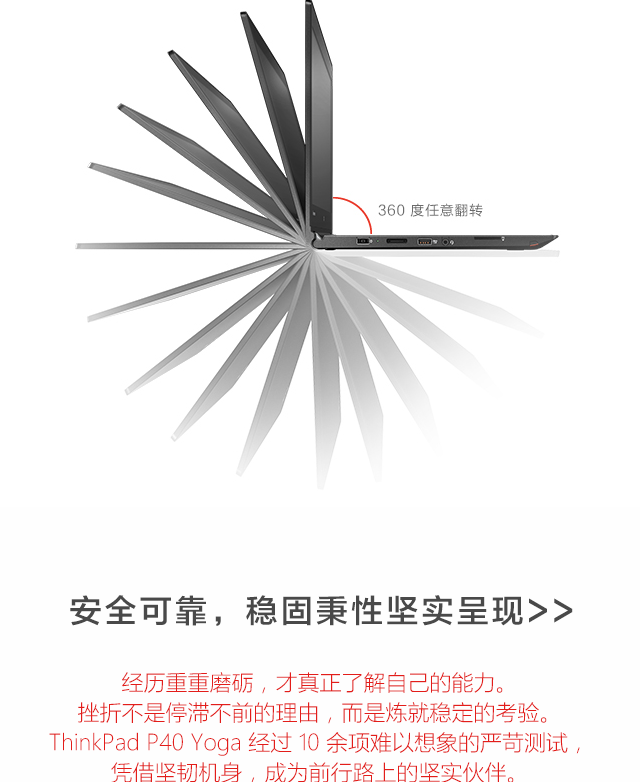 360 度任意翻转
安全可靠，稳固秉性坚实呈现>>
经历重重磨砺，才真正了解自己的能力。
挫折不是停滞不前的理由，而是炼就稳定的考验。
ThinkPad P40 Yoga 经过 10 余项难以想象的严苛测试，
凭借坚韧机身，成为前行路上的坚实伙伴。